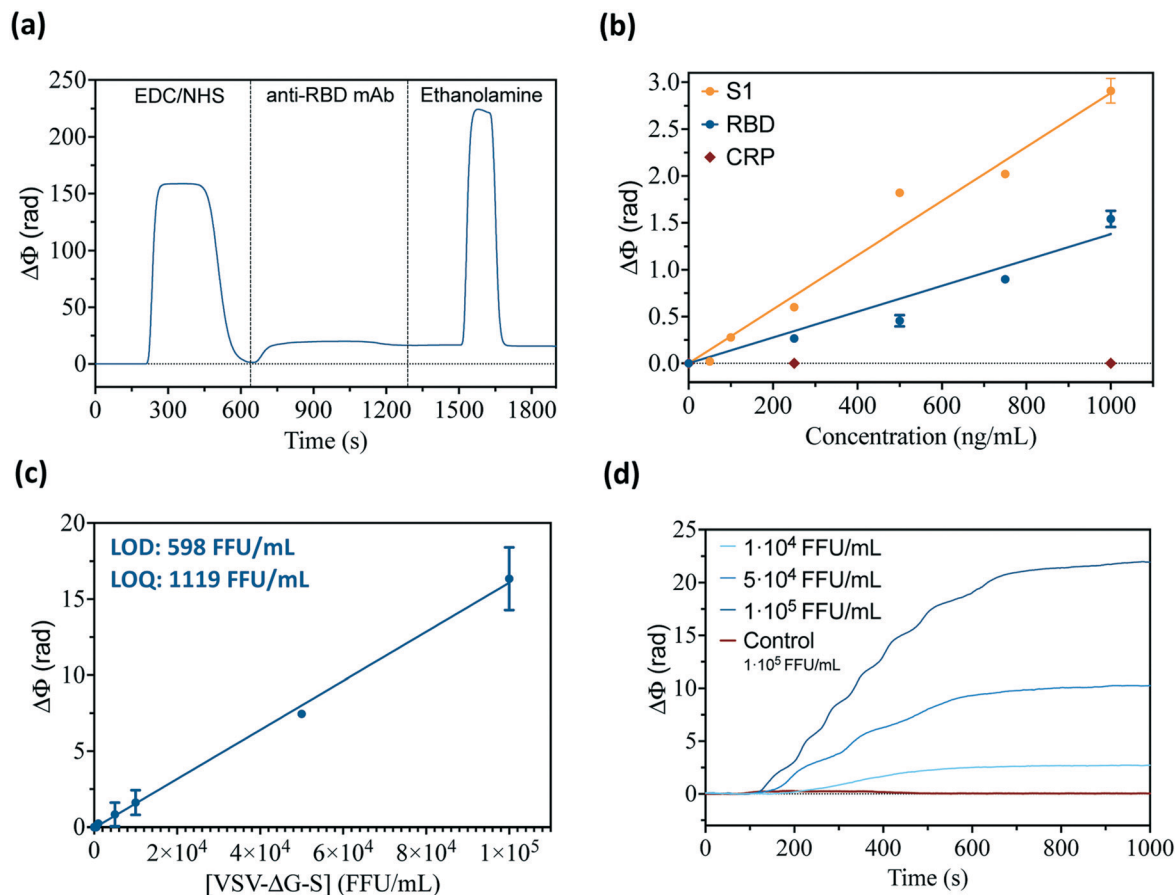 (a)
250
200
150
100
50
0
ΔΦ (rad)
EDC/NHS
anti-RBD mAb
Ethanolamine
0 300 600 900 1200 1500 1800
Time (s)
(b)
3.0
2.5
2.0
1.5
1.0
0.5
0.0
ΔΦ (rad)
S1
RBD
CRP
0 200 400 600 800 1000
Concentration (ng/mL)
(c)
20
15
10
5
0
ΔΦ (rad)
LOD: 598 FFU/mL
LOQ: 1119 FFU/mL
0 2×10⁴ 4×10⁴ 6×10⁴ 8×10⁴ 1×10⁵
[VSV-ΔG-S] (FFU/mL)
(d)
25
20
15
10
5
0
ΔΦ (rad)
1·10⁴ FFU/mL
5·10⁴ FFU/mL
1·10⁵ FFU/mL
Control
1·10⁵ FFU/mL
0 200 400 600 800 1000
Time (s)